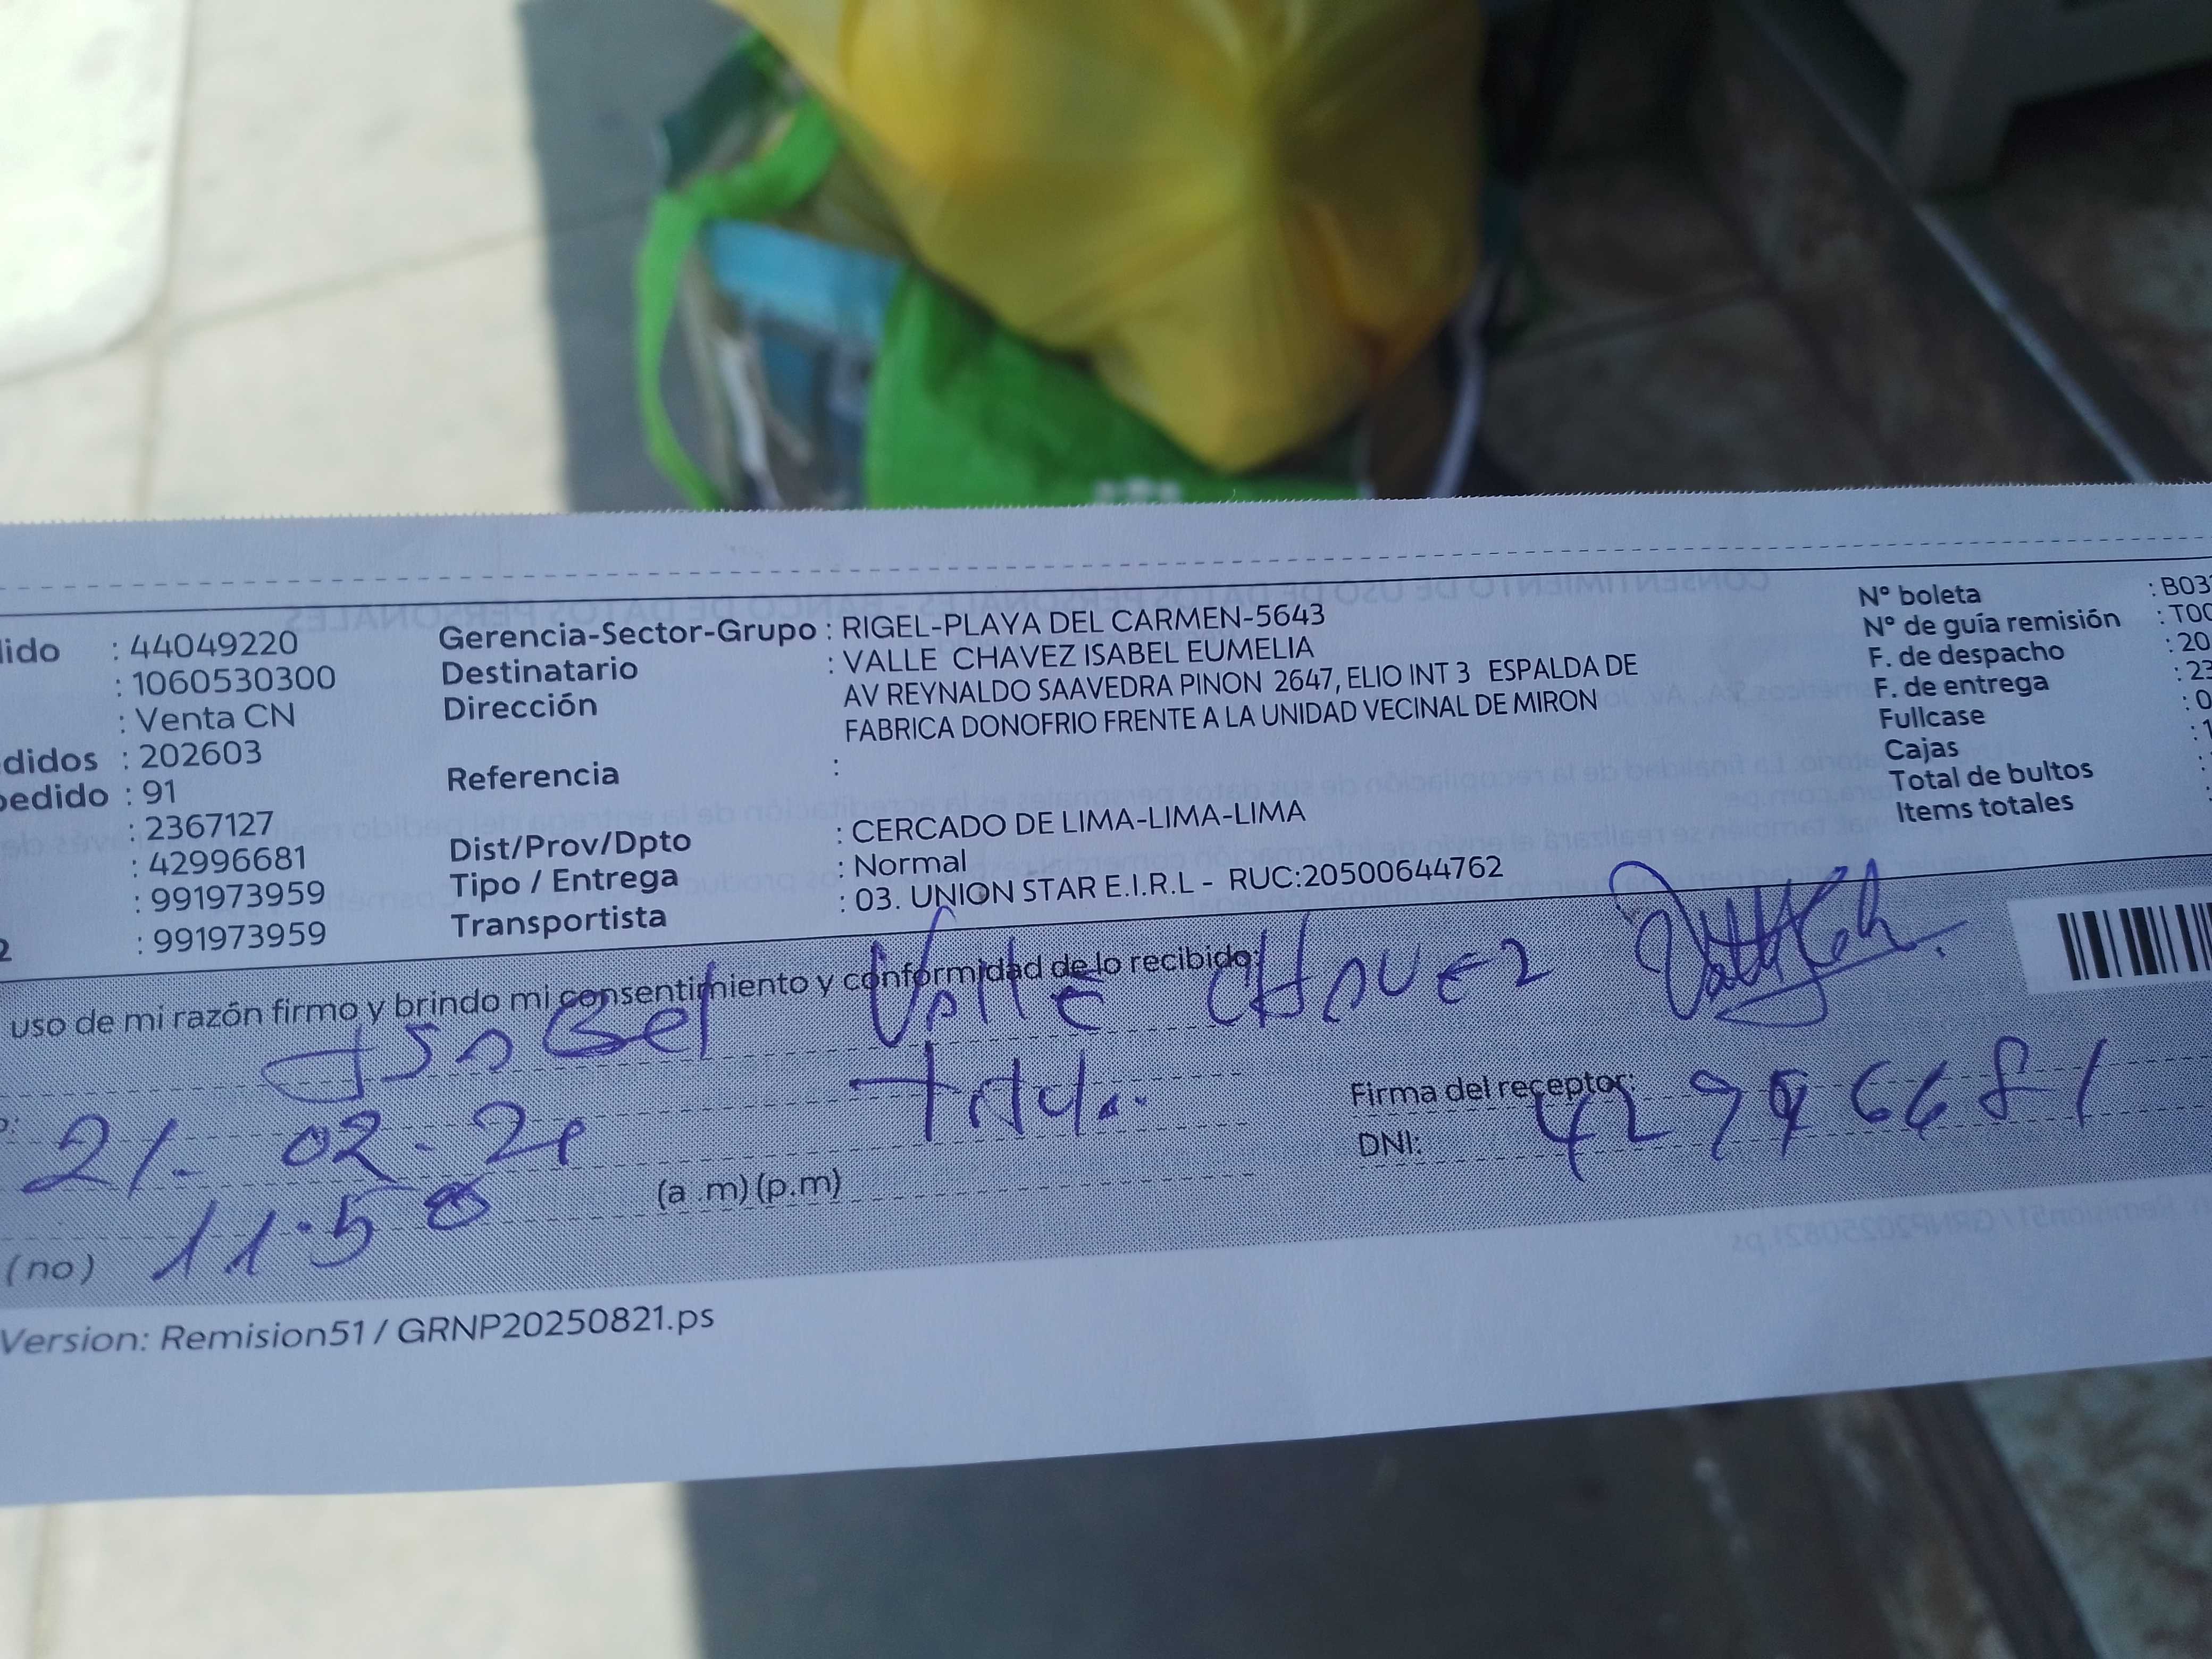 dido : 44049220
: 1060530300
: Venta CN
didos : 202603
pedido : 91
: 2367127
: 42996681
: 991973959
2 : 991973959
Gerencia-Sector-Grupo : RIGEL-PLAYA DEL CARMEN-5643
Destinatario : VALLE CHAVEZ ISABEL EUMELIA
Dirección AV REYNALDO SAAVEDRA PINON 2647, ELIO INT 3 ESPALDA DE
FABRICA DONOFRIO FRENTE A LA UNIDAD VECINAL DE MIRON
Referencia :
Dist/Prov/Dpto : CERCADO DE LIMA-LIMA-LIMA
Tipo / Entrega : Normal
Transportista : 03. UNION STAR E.I.R.L - RUC:20500644762
N° boleta : B03
N° de guía remisión : T00
F. de despacho : 20
F. de entrega : 23
Fullcase : 0
Cajas : 1
Total de bultos :
Items totales :
uso de mi razón firmo y brindo mi consentimiento y conformidad de lo recibido:
Isabel Valle CHAVEZ
Firma del receptor:
21- 02-
DNI: 42996681
11:58 (a .m) (p.m)
(no)
Version: Remision51 / GRNP20250821.ps